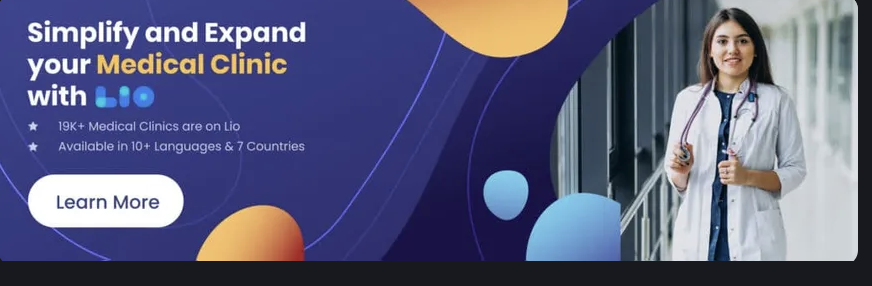 Simplify and Expand
your Medical Clinic
with Lio
19K+ Medical Clinics are on Lio
Available in 10+ Languages & 7 Countries
Learn More